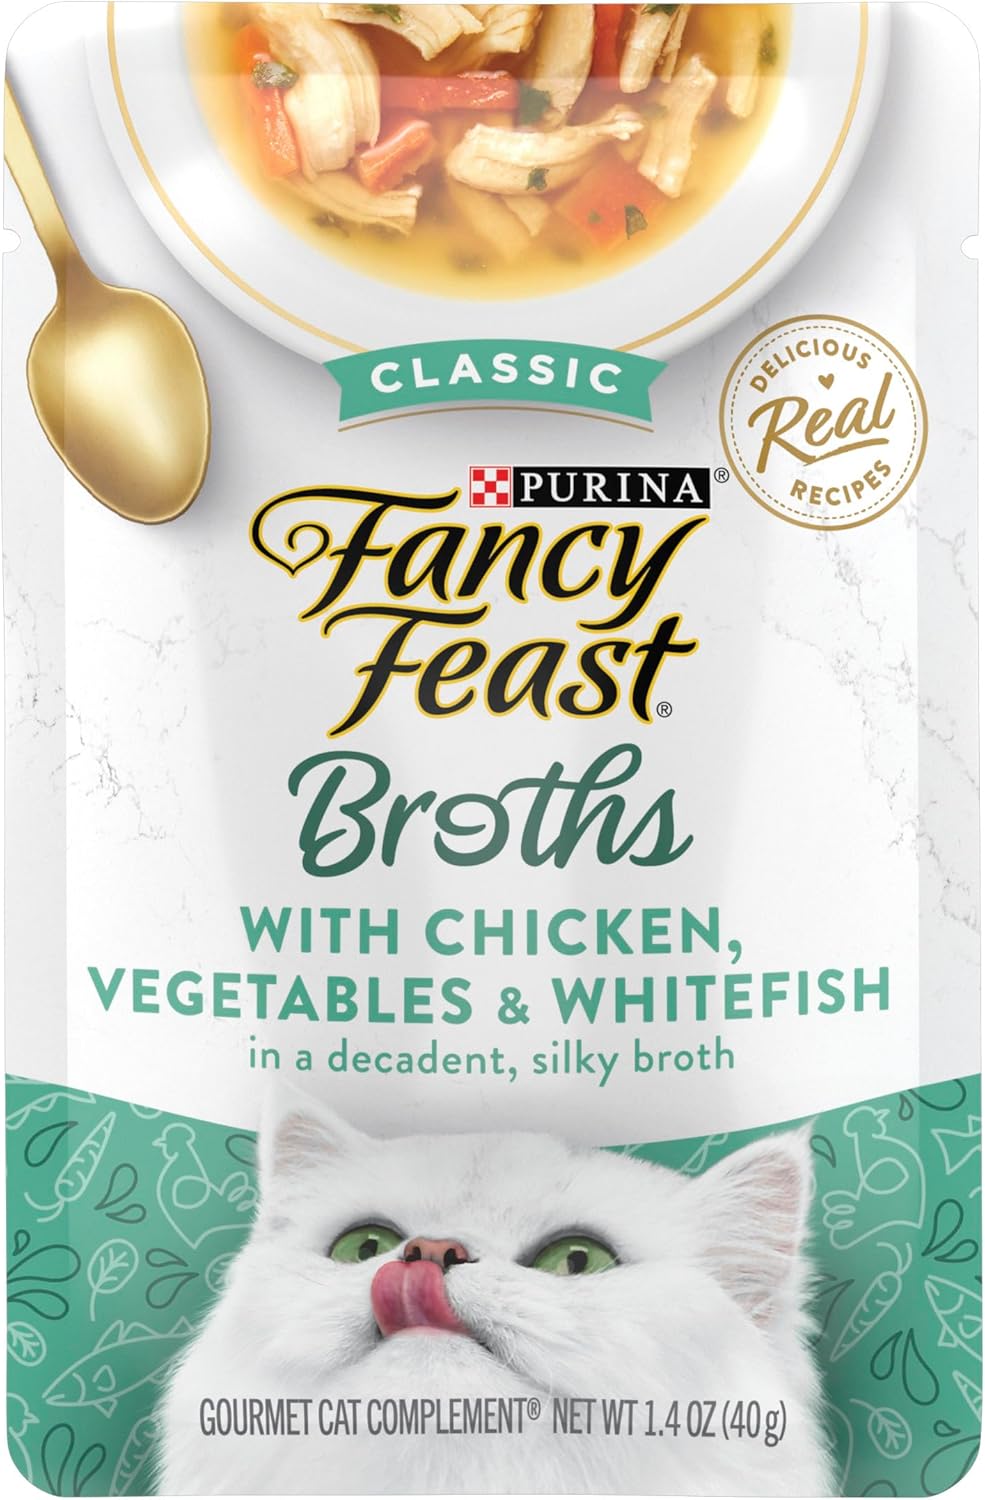 CLASSIC
DELICIOUS
Real
RECIPES
PURINA®
Fancy
Feast®
Broths
WITH CHICKEN,
VEGETABLES & WHITEFISH
in a decadent, silky broth
GOURMET CAT COMPLEMENT® NET WT 1.4 OZ (40 g)